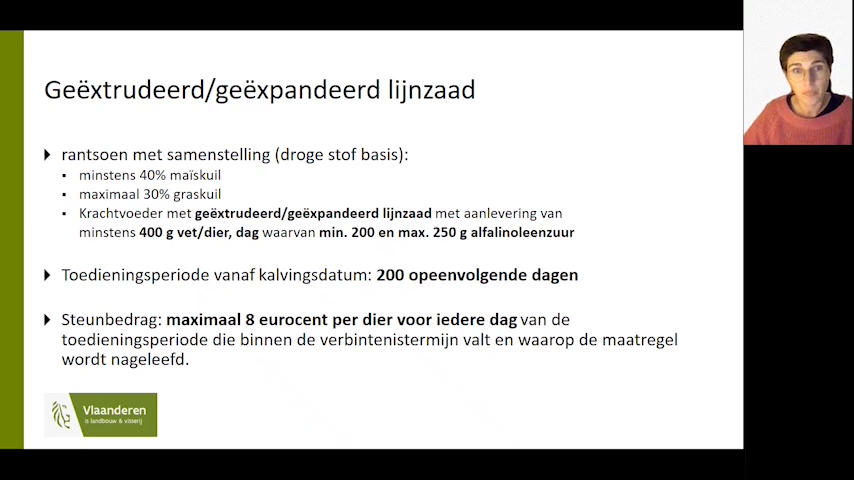 Geëxtrudeerd/geëxpandeerd lijnzaad
rantsoen met samenstelling (droge stof basis):
minstens 40% maïskuil
maximaal 30% graskuil
Krachtvoeder met geëxtrudeerd/geëxpandeerd lijnzaad met aanlevering van
minstens 400 g vet/dier, dag waarvan min. 200 en max. 250 g alfalinoleenzuur
Toedieningsperiode vanaf kalvingsdatum: 200 opeenvolgende dagen
Steunbedrag: maximaal 8 eurocent per dier voor iedere dag van de
toedieningsperiode die binnen de verbintenistermijn valt en waarop de maatregel
wordt nageleefd.
Vlaanderen
is landbouw & visserij